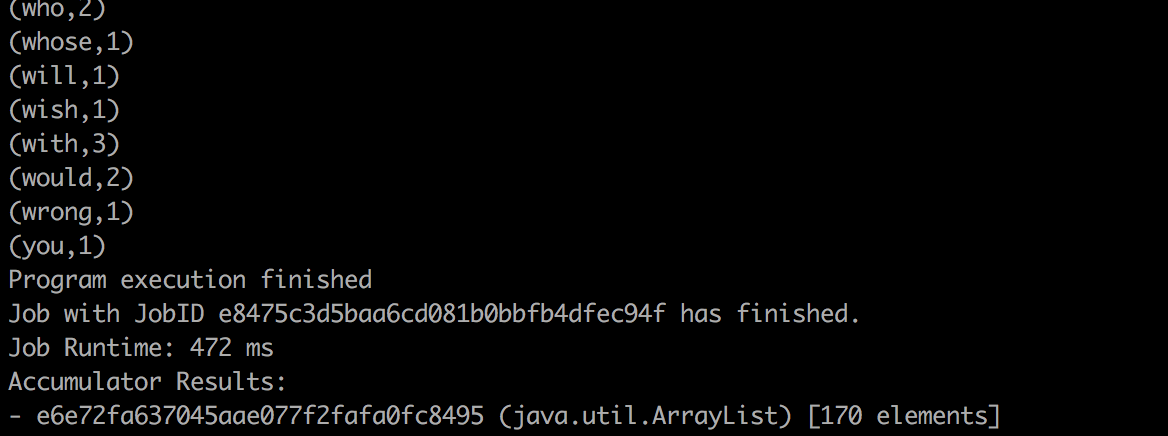 (who,2)
(whose,1)
(will,1)
(wish,1)
(with,3)
(would,2)
(wrong,1)
(you,1)
Program execution finished
Job with JobID e8475c3d5baa6cd081b0bbfb4dfec94f has finished.
Job Runtime: 472 ms
Accumulator Results:
- e6e72fa637045aae077f2fafa0fc8495 (java.util.ArrayList) [170 elements]